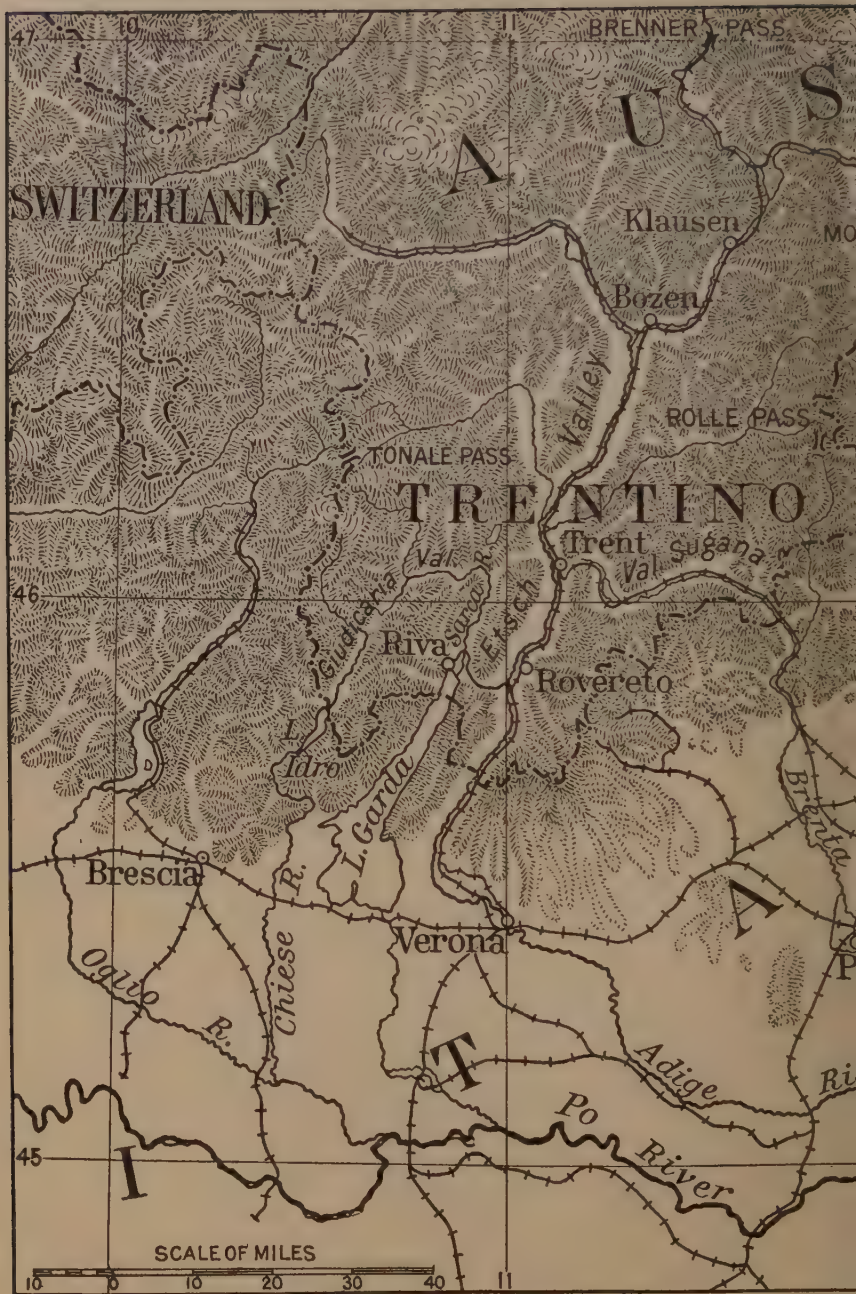 47
10
11
BRENNER PASS
A U S
SWITZERLAND
Klausen
MO
Bozen
Valley
ROLLE PASS
TONALE PASS
TRENTINO
Trent
Val Sugana
46
Giudicaria Val.
Sarca R.
Etsch
Riva
Rovereto
L.
Idro
L. Garda
Brenta
Brescia
A
Verona
P
Oglio
R.
Chiese R.
T
Adige
Ri
Po
River
45
I
11
SCALE OF MILES
10 0 10 20 30 40